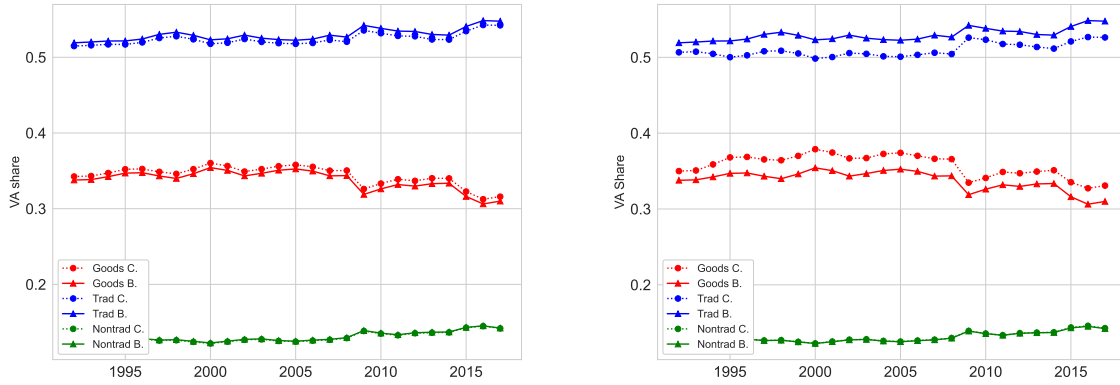 VA Share
0.5
0.4
0.3
0.2
Goods C.
Goods B.
Trad C.
Trad B.
Nontrad C.
Nontrad B.
1995 2000 2005 2010 2015
VA Share
0.5
0.4
0.3
0.2
Goods C.
Goods B.
Trad C.
Trad B.
Nontrad C.
Nontrad B.
1995 2000 2005 2010 2015